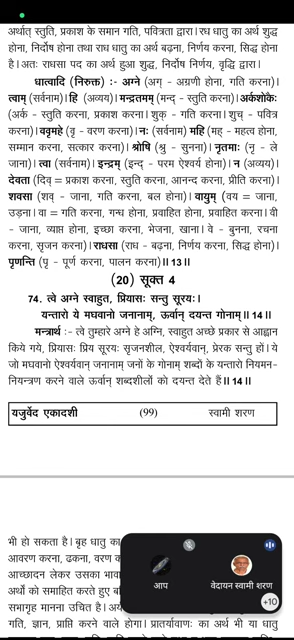 अर्थात् स्तुति, प्रकाश के समान गति, पवित्रता द्वारा। रध धातु का अर्थ शुद्ध
होना, निर्दोष होना तथा राध धातु का अर्थ बढ़ना, निर्णय करना, सिद्ध होना
है। अतः राधसा पद का अर्थ हुआ शुद्ध, निर्दोष निर्णय, वृद्धि द्वारा।
धात्वादि (निरुक्त) :- अग्ने (अग् - अग्रणी होना, गति करना)।
त्वाम् (सर्वनाम)। हि (अव्यय)। मन्द्रतमम् (मन्द् - स्तुति करना)। अर्कशोकेः
(अर्क - स्तुति करना, प्रकाश करना। शुक् - गति करना। शुच् - पवित्र
करना)। ववृमहे (वृ - वरण करना)। नः (सर्वनाम) महि (मह् - महत्व होना,
सम्मान करना, सत्कार करना)। श्रोषि (श्रु - सुनना)। नृतमाः (नृ - ले
जाना)। त्वा (सर्वनाम)। इन्द्रम् (इन्द् - परम ऐश्वर्य होना)। न (अव्यय)।
देवता (दिव् = प्रकाश करना, स्तुति करना, आनन्द करना, प्रीति करना)।
शवसा (शव् - जाना, गति करना, बल होना)। वायुम् (वय = जाना,
उड़ना। वा = गति करना, गन्ध होना, प्रवाहित होना, प्रवाहित करना। वी
- जाना, व्याप्त होना, इच्छा करना, भेजना, खाना। वे - बुनना, रचना
करना, सृजन करना)। राधसा (राध - बढ़ना, निर्णय करना, सिद्ध होना)।
पृणन्ति (पृ - पूर्ण करना, पालन करना)॥ 13॥
(20) सूक्त 4
74. त्वे अग्ने स्वाहुत, प्रियासः सन्तु सूरयः।
यन्तारो ये मघवानो जनानाम्, ऊर्वान् दयन्त गोनाम्॥ 14॥
मन्त्रार्थ :- त्वे तुम्हारे अग्ने हे अग्नि, स्वाहुत अच्छे प्रकार से आह्वान
किये गये, प्रियासः प्रिय सूरयः सृजनशील, ऐश्वर्यवान्, प्रेरक सन्तु हों। ये
जो मघवानो ऐश्वर्यवान् जनानाम् जनों के गोनाम् शब्दों के यन्तारो नियमन-
नियन्त्रण करने वाले ऊर्वान् शब्दशीलों को दयन्त देते हैं॥ 14॥
यजुर्वेद एकादशी (99) स्वामी शरण
भी हो सकता है। बृह धातु का
आवरण करना, ढकना, वरण क
आच्छादन लेकर उसका भावा
अर्थों को समाहित करते हुए ब
सभागृह मानना उचित है। अर्य
गति, ज्ञान, प्राप्ति करने वाले होगा। प्रातर्यावाणः का अर्थ भी या धातु
आप
वेदायन स्वामी शरण
+10